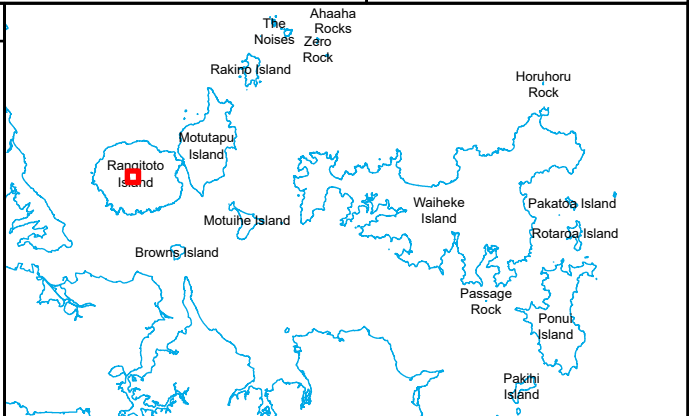 The
Noises
Ahaaha
Rocks
Zero
Rock
Rakino Island
Horuhoru
Rock
Motutapu
Island
Rangitoto
Island
Waiheke
Island
Pakatoa Island
Motuihe Island
Rotaroa Island
Browns Island
Passage
Rock
Ponui
Island
Pakihi
Island